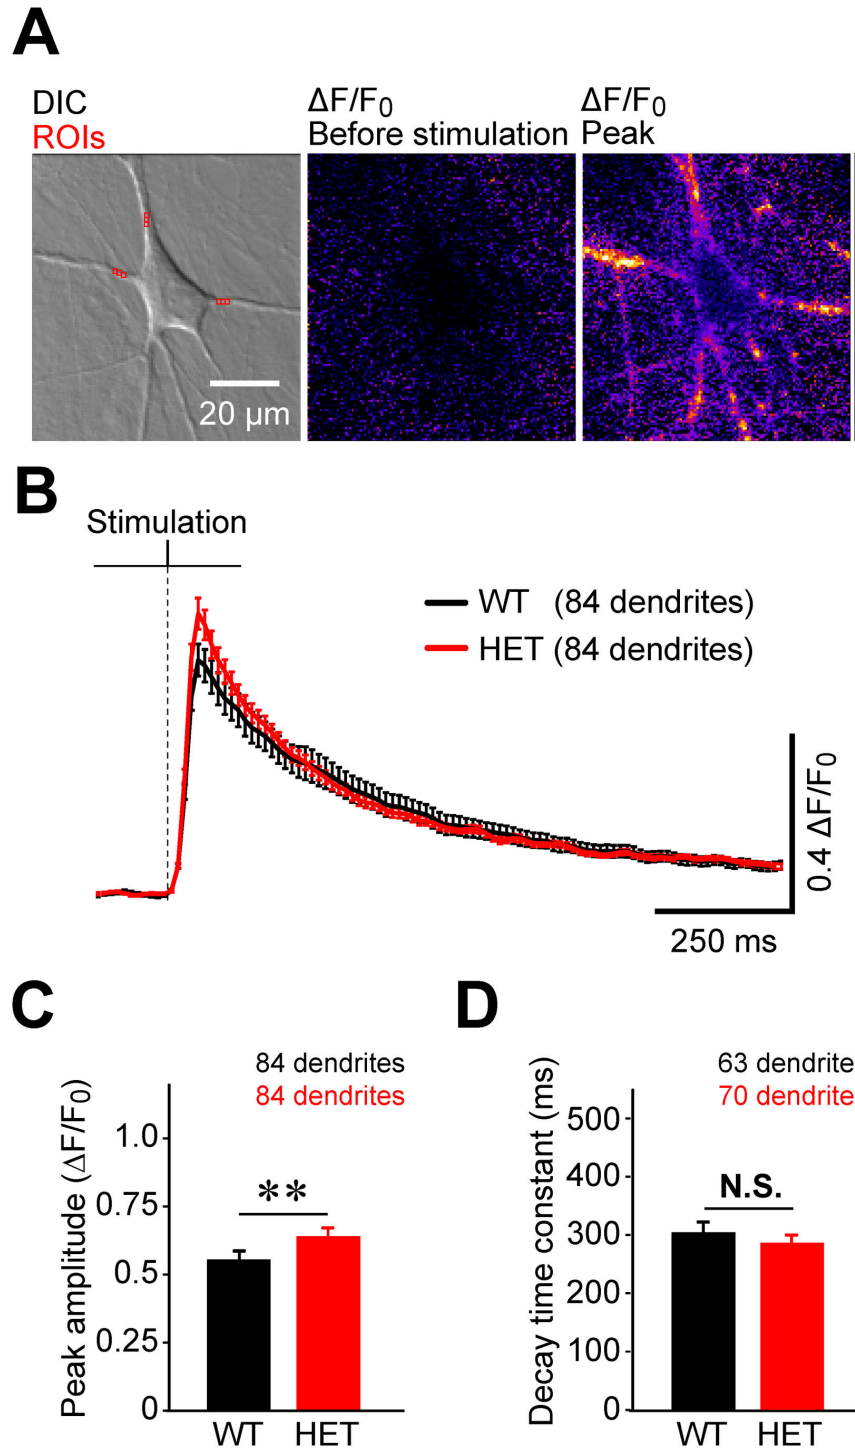 A
DIC
ROIs
ΔF/F0
Before stimulation
ΔF/F0
Peak
20 µm
B
Stimulation
WT (84 dendrites)
HET (84 dendrites)
0.4 ΔF/F0
250 ms
C
84 dendrites
84 dendrites
Peak amplitude (ΔF/F0)
1.0
0.75
0.5
0.25
0
**
WT
HET
D
63 dendrite
70 dendrite
Decay time constant (ms)
500
400
300
200
100
0
N.S.
WT
HET